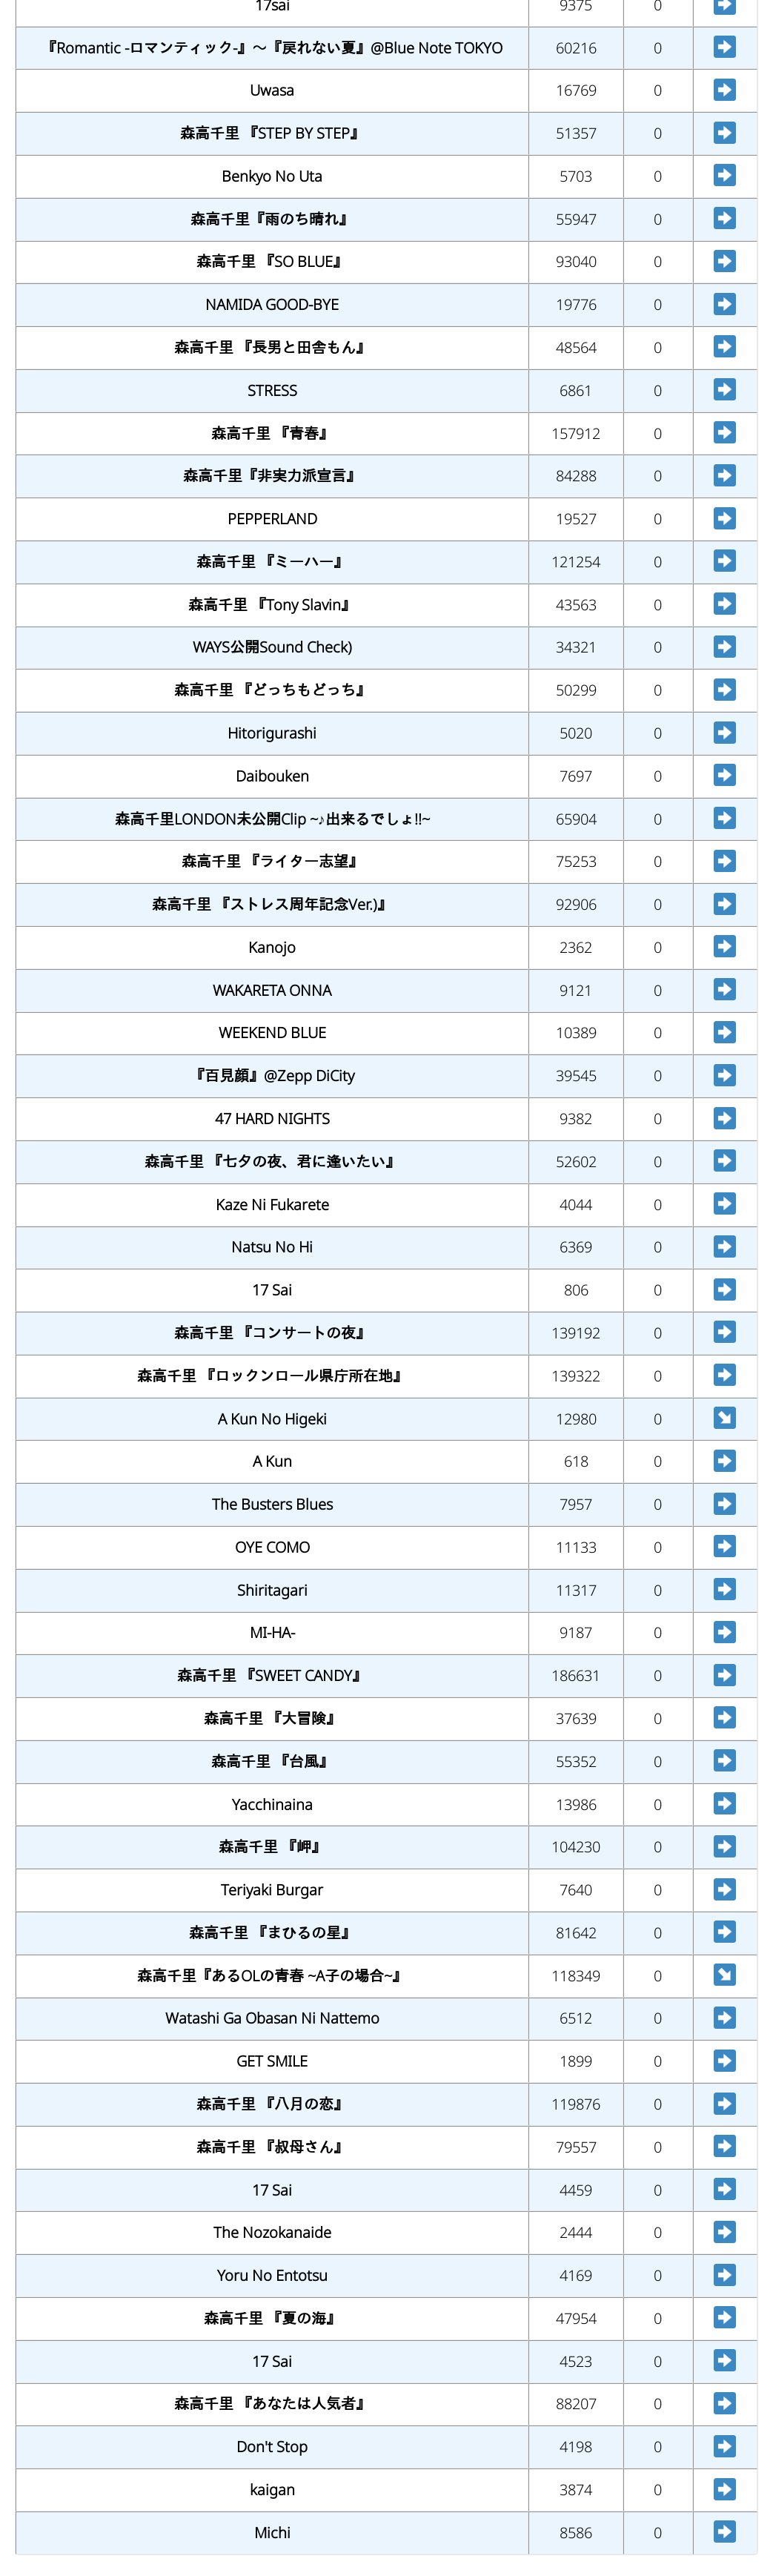 17sai 9375 0
『Romantic -ロマンティック-』～『戻れない夏』@Blue Note TOKYO 60216 0
Uwasa 16769 0
森高千里 『STEP BY STEP』 51357 0
Benkyo No Uta 5703 0
森高千里『雨のち晴れ』 55947 0
森高千里 『SO BLUE』 93040 0
NAMIDA GOOD-BYE 19776 0
森高千里 『長男と田舎もん』 48564 0
STRESS 6861 0
森高千里 『青春』 157912 0
森高千里『非実力派宣言』 84288 0
PEPPERLAND 19527 0
森高千里 『ミーハー』 121254 0
森高千里 『Tony Slavin』 43563 0
WAYS公開Sound Check) 34321 0
森高千里 『どっちもどっち』 50299 0
Hitorigurashi 5020 0
Daibouken 7697 0
森高千里LONDON未公開Clip ~♪出来るでしょ!!~ 65904 0
森高千里 『ライター志望』 75253 0
森高千里 『ストレス周年記念Ver.)』 92906 0
Kanojo 2362 0
WAKARETA ONNA 9121 0
WEEKEND BLUE 10389 0
『百見顔』@Zepp DiCity 39545 0
47 HARD NIGHTS 9382 0
森高千里 『七夕の夜、君に逢いたい』 52602 0
Kaze Ni Fukarete 4044 0
Natsu No Hi 6369 0
17 Sai 806 0
森高千里 『コンサートの夜』 139192 0
森高千里 『ロックンロール県庁所在地』 139322 0
A Kun No Higeki 12980 0
A Kun 618 0
The Busters Blues 7957 0
OYE COMO 11133 0
Shiritagari 11317 0
MI-HA- 9187 0
森高千里 『SWEET CANDY』 186631 0
森高千里 『大冒険』 37639 0
森高千里 『台風』 55352 0
Yacchinaina 13986 0
森高千里 『岬』 104230 0
Teriyaki Burgar 7640 0
森高千里 『まひるの星』 81642 0
森高千里『あるOLの青春 ~A子の場合~』 118349 0
Watashi Ga Obasan Ni Nattemo 6512 0
GET SMILE 1899 0
森高千里 『八月の恋』 119876 0
森高千里 『叔母さん』 79557 0
17 Sai 4459 0
The Nozokanaide 2444 0
Yoru No Entotsu 4169 0
森高千里 『夏の海』 47954 0
17 Sai 4523 0
森高千里 『あなたは人気者』 88207 0
Don't Stop 4198 0
kaigan 3874 0
Michi 8586 0